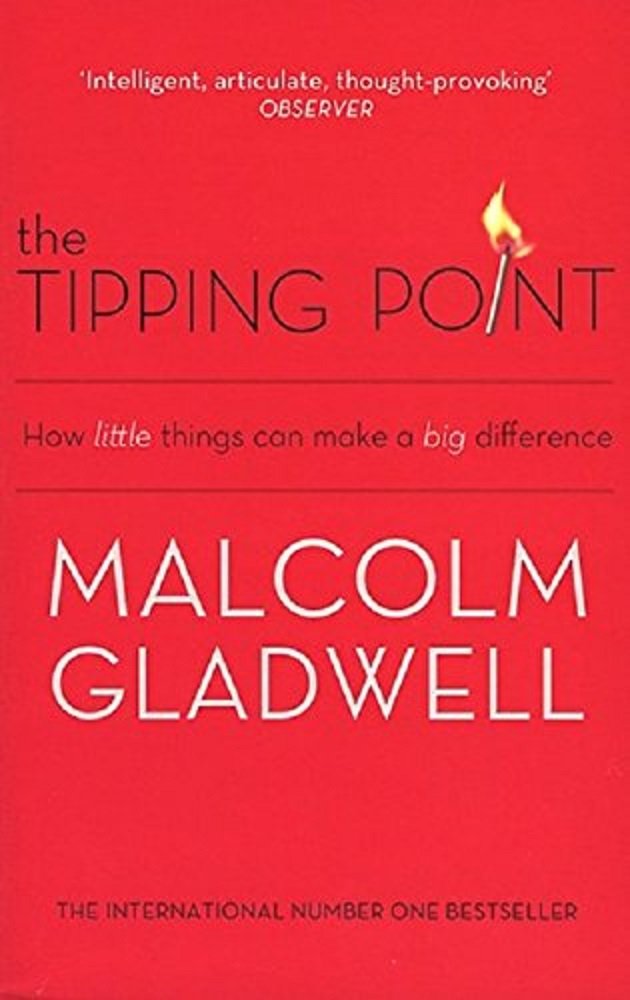 'Intelligent, articulate, thought-provoking'
OBSERVER
the
TIPPING POINT
How little things can make a big difference
MALCOLM
GLADWELL
THE INTERNATIONAL NUMBER ONE BESTSELLER